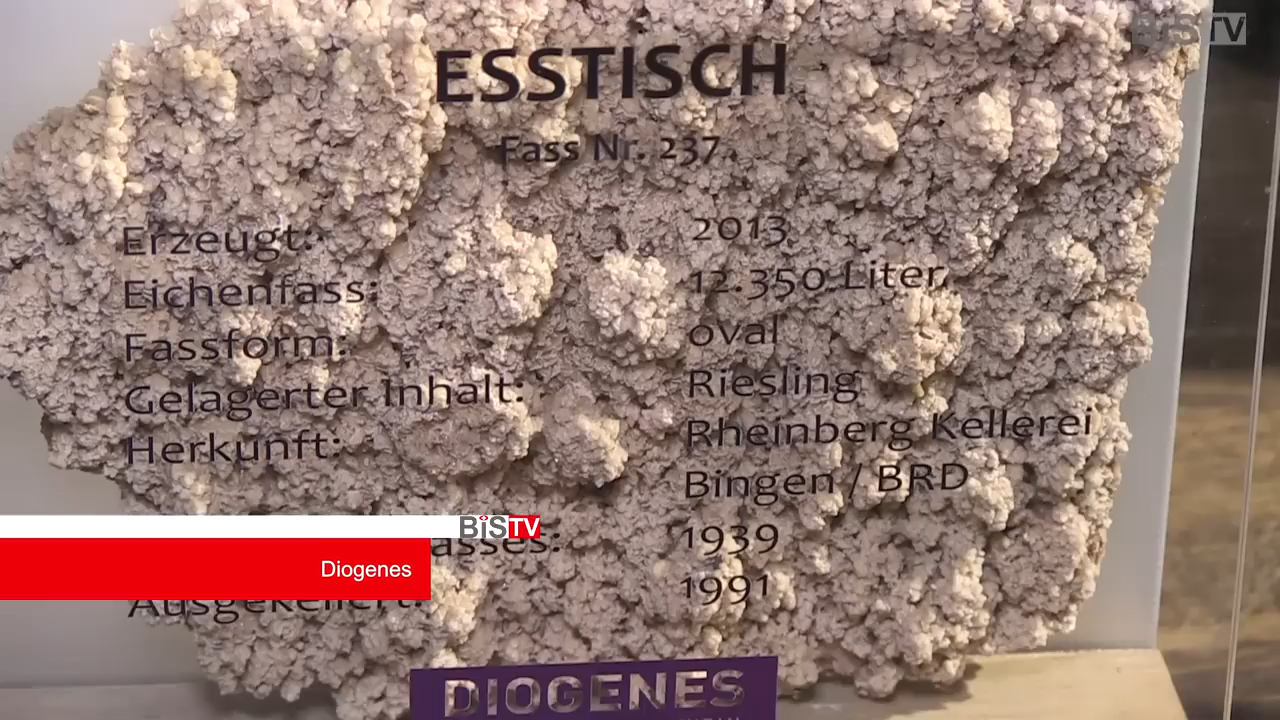 BiSTV
ESSTISCH
Fass Nr. 237
Erzeugt: 2013
Eichenfass: 12.350 Liter
Fassform: oval
Gelagerter Inhalt: Riesling
Herkunft: Rheinberg Kellerei
Bingen / BRD
BiSTV
1939
Diogenes
Ausgekellert: 1991
DIOGENES